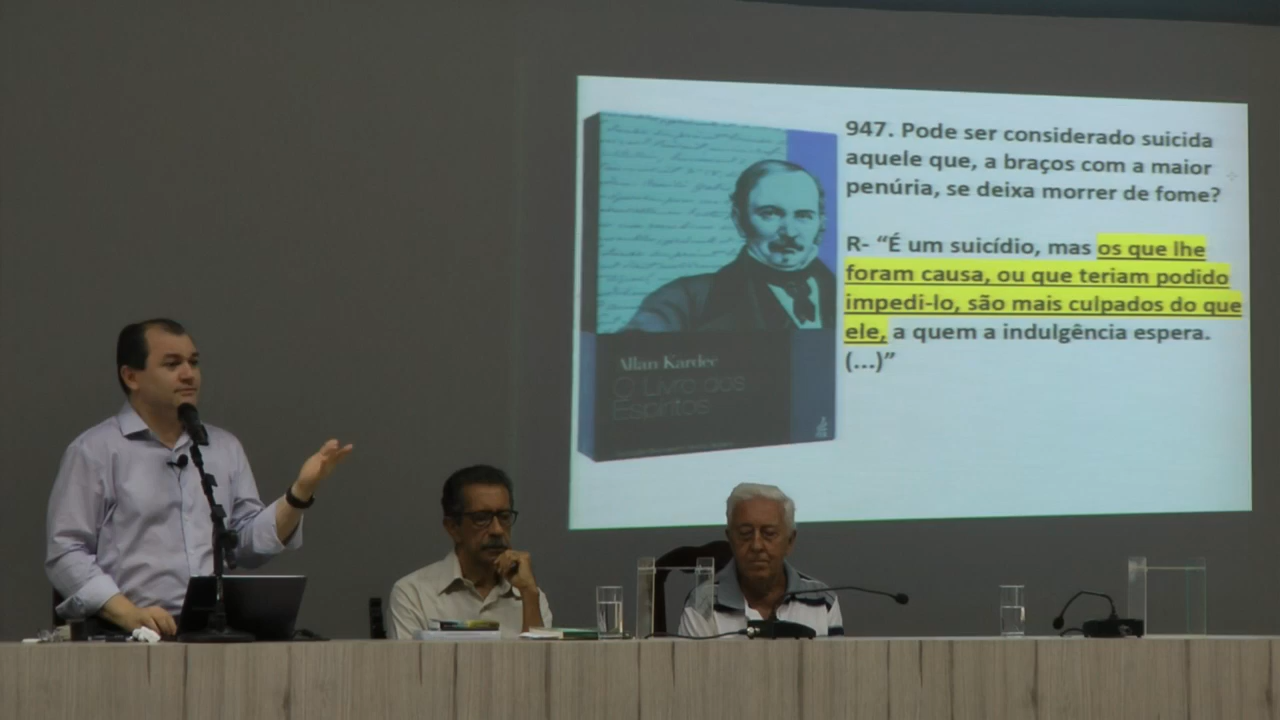 947. Pode ser considerado suicida
aquele que, a braços com a maior
penúria, se deixa morrer de fome?
R- “É um suicídio, mas os que lhe
foram causa, ou que teriam podido
impedi-lo, são mais culpados do que
ele, a quem a indulgência espera.
(...)”
Allan Kardec
O Livro dos
Espíritos